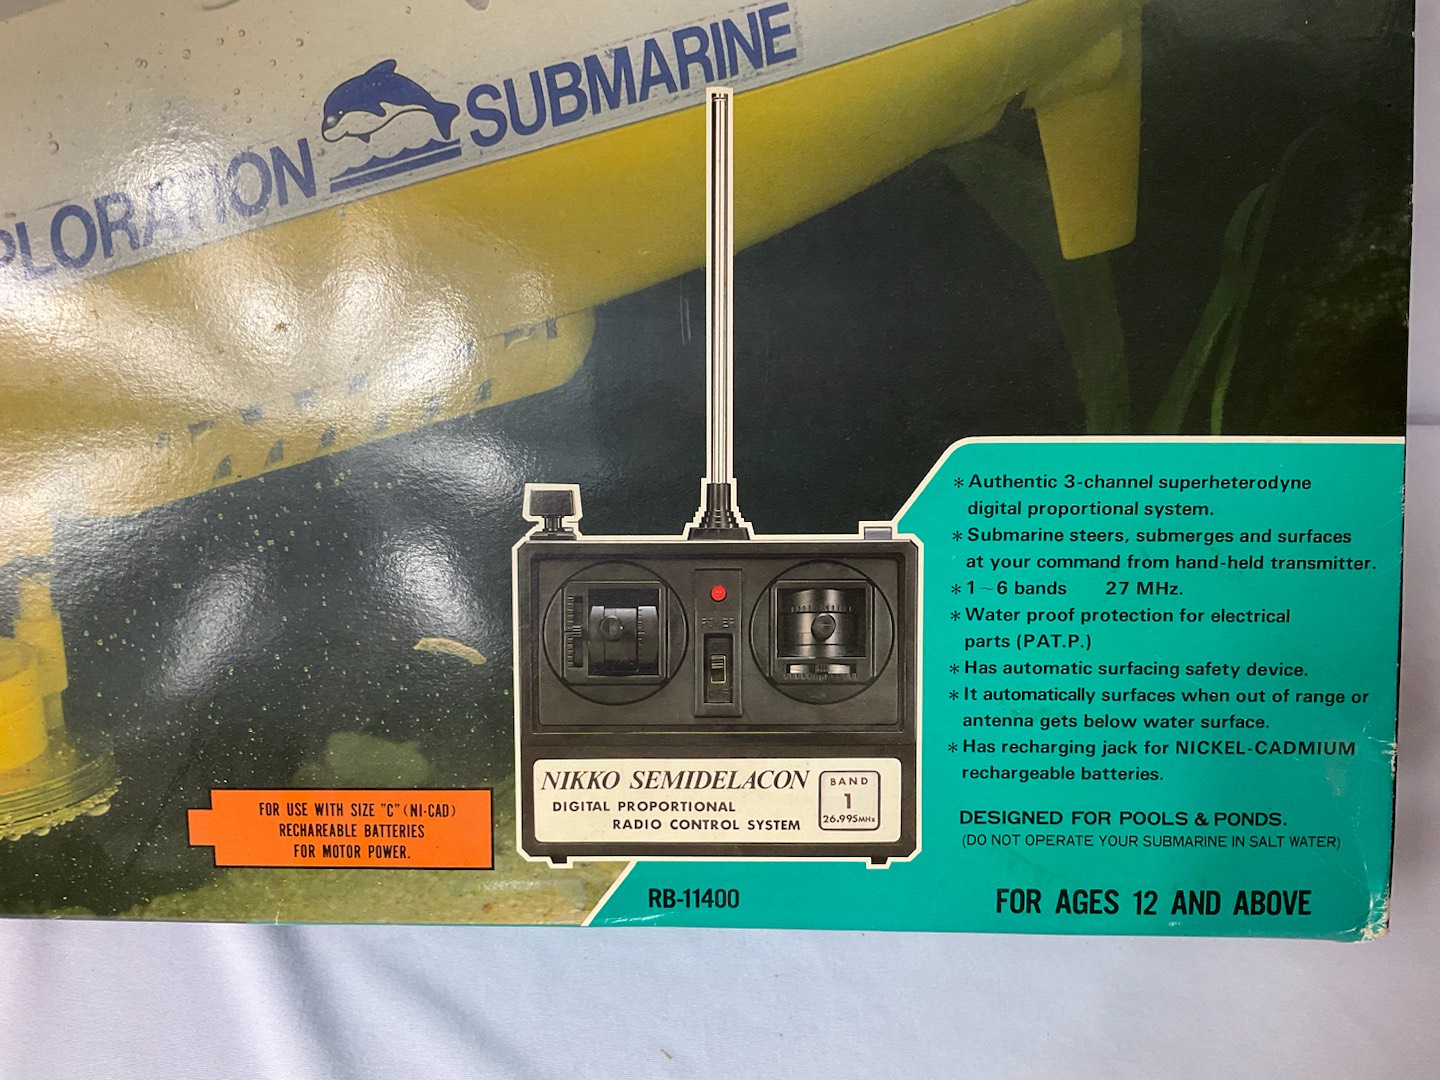 PLORATION SUBMARINE
POWER
NIKKO SEMIDELACON
DIGITAL PROPORTIONAL
RADIO CONTROL SYSTEM
BAND
1
26.995MHz
FOR USE WITH SIZE "C" (NI-CAD)
RECHAREABLE BATTERIES
FOR MOTOR POWER.
* Authentic 3-channel superheterodyne
digital proportional system.
* Submarine steers, submerges and surfaces
at your command from hand-held transmitter.
* 1~6 bands 27 MHz.
* Water proof protection for electrical
parts (PAT.P.)
* Has automatic surfacing safety device.
* It automatically surfaces when out of range or
antenna gets below water surface.
* Has recharging jack for NICKEL-CADMIUM
rechargeable batteries.
DESIGNED FOR POOLS & PONDS.
(DO NOT OPERATE YOUR SUBMARINE IN SALT WATER)
RB-11400
FOR AGES 12 AND ABOVE